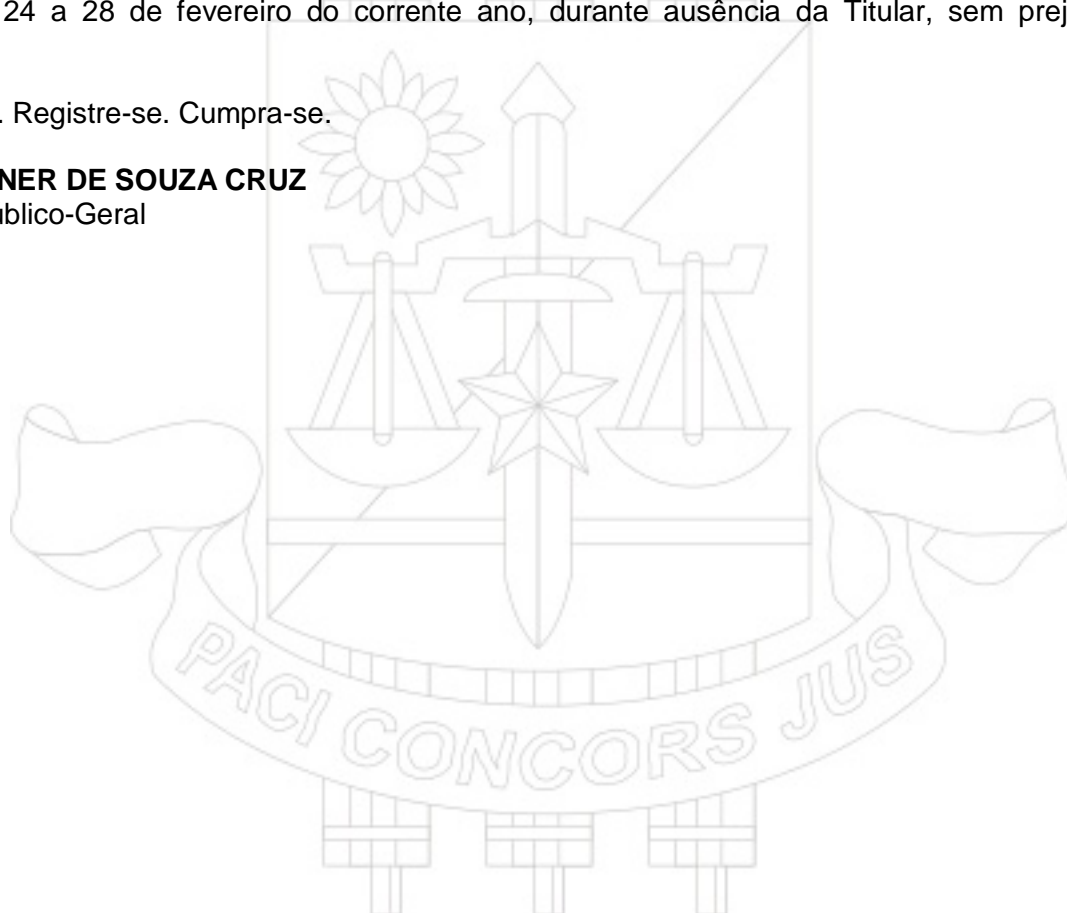 24 a 28 de fevereiro do corrente ano, durante ausência da Titular, sem prej
. Registre-se. Cumpra-se.
NER DE SOUZA CRUZ
úblico-Geral
PACI CONCORS JUS